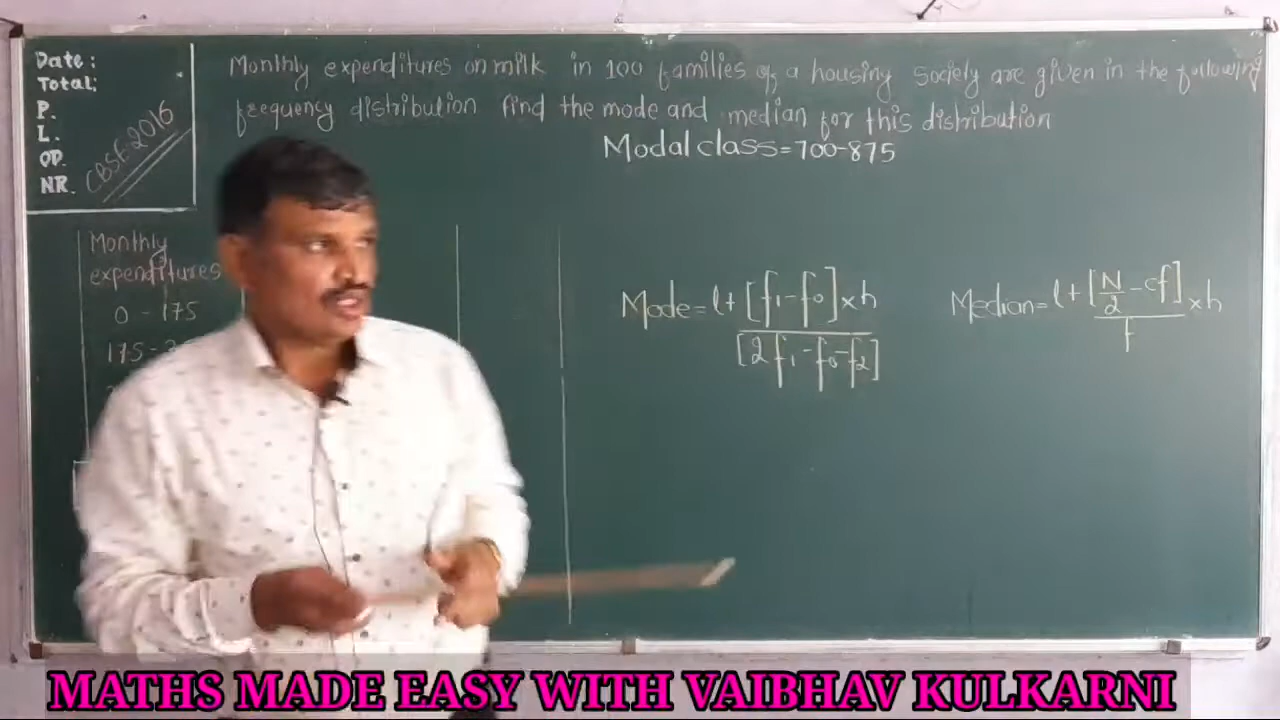 Date:
Total:
P.
L.
OP.
NR.
CBSE-2016
Monthly expenditures on milk in 100 families of a housing society are given in the following
frequency distribution find the mode and median for this distribution
Modal class=700-875
Monthly
expenditures
0 - 175
175-
Mode=l+[f₁-f₀]×h
[2f₁-f₀-f₂]
Median=l+[N/2-cf]×h
f
MATHS MADE EASY WITH VAIBHAV KULKARNI